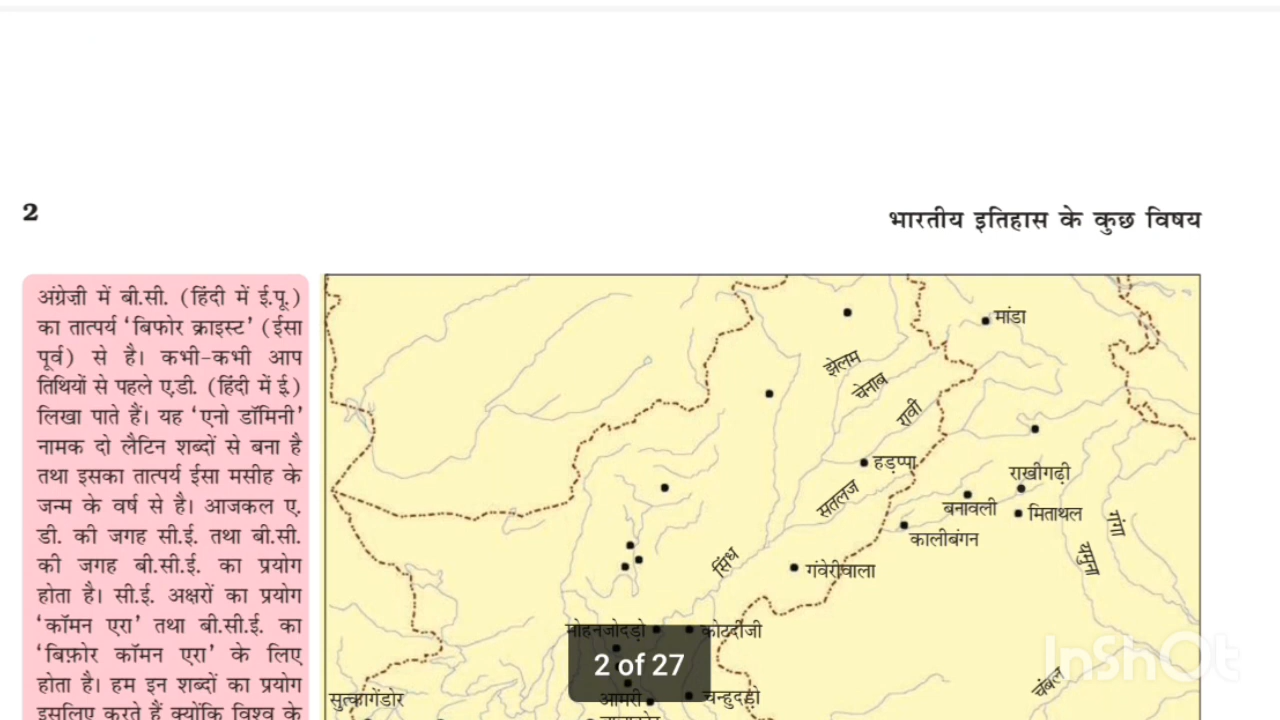 2
भारतीय इतिहास के कुछ विषय
अंग्रेज़ी में बी.सी. (हिंदी में ई.पू.)
का तात्पर्य ‘बिफोर क्राइस्ट’ (ईसा
पूर्व) से है। कभी-कभी आप
तिथियों से पहले ए.डी. (हिंदी में ई)
लिखा पाते हैं। यह ‘एनो डॉमिनी’
नामक दो लैटिन शब्दों से बना है
तथा इसका तात्पर्य ईसा मसीह के
जन्म के वर्ष से है। आजकल ए.
डी. की जगह सी.ई. तथा बी.सी.
की जगह बी.सी.ई. का प्रयोग
होता है। सी.ई. अक्षरों का प्रयोग
‘कॉमन एरा’ तथा बी.सी.ई. का
‘बिफ़ोर कॉमन एरा’ के लिए
होता है। हम इन शब्दों का प्रयोग
इसलिए करते हैं क्योंकि विश्व के
मांडा
झेलम
चेनाब
रावी
हड़प्पा
सतलज
राखीगढ़ी
बनावली
मिताथल
गंगा
यमुना
कालीबंगन
सिंध
गंवेरीवाला
मोहनजोदड़ो
कोटदीजी
2 of 27
चंबल
सुत्कागेंडोर
आमरी
चन्हुदड़ो
InShOt